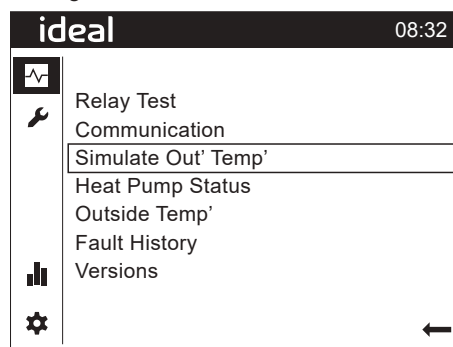 ideal 08:32
Relay Test
Communication
Simulate Out' Temp'
Heat Pump Status
Outside Temp'
Fault History
Versions